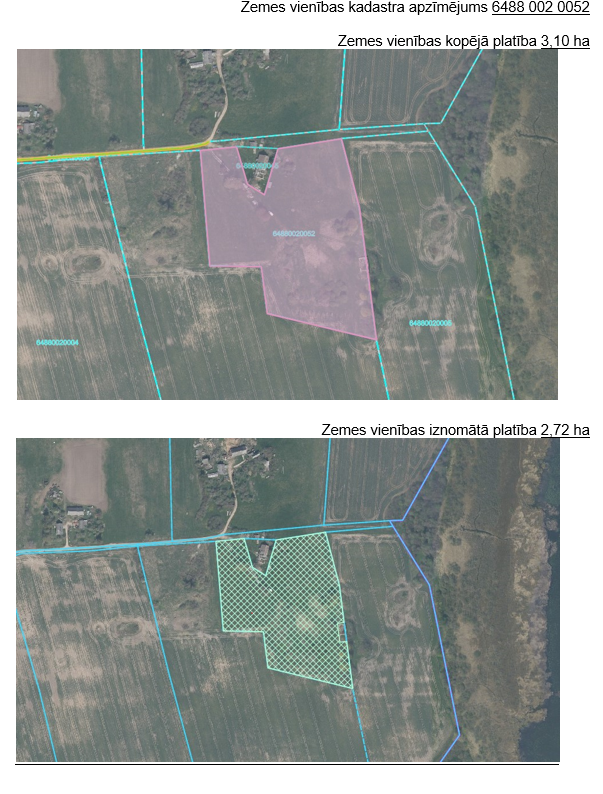 Zemes vienības kadastra apzīmējums 6488 002 0052
Zemes vienības kopējā platība 3,10 ha
64880020052
64880020004
Zemes vienības iznomātā platība 2,72 ha